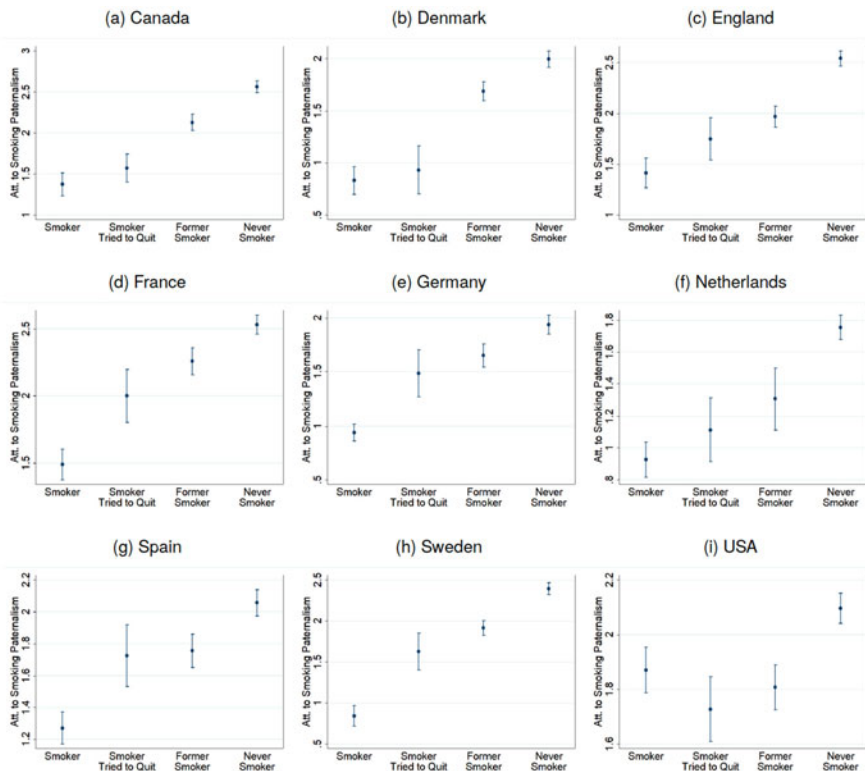 (a) Canada
(b) Denmark
(c) England
Att. to Smoking Paternalism
1
1.5
2
2.5
3
Smoker
Smoker
Tried to Quit
Former
Smoker
Never
Smoker
Att. to Smoking Paternalism
.5
1
1.5
2
Smoker
Smoker
Tried to Quit
Former
Smoker
Never
Smoker
Att. to Smoking Paternalism
1
1.5
2
2.5
Smoker
Smoker
Tried to Quit
Former
Smoker
Never
Smoker
(d) France
(e) Germany
(f) Netherlands
Att. to Smoking Paternalism
1.5
2
2.5
Smoker
Smoker
Tried to Quit
Former
Smoker
Never
Smoker
Att. to Smoking Paternalism
.5
1
1.5
2
Smoker
Smoker
Tried to Quit
Former
Smoker
Never
Smoker
Att. to Smoking Paternalism
.8
1
1.2
1.4
1.6
1.8
Smoker
Smoker
Tried to Quit
Former
Smoker
Never
Smoker
(g) Spain
(h) Sweden
(i) USA
Att. to Smoking Paternalism
1.2
1.4
1.6
1.8
2
2.2
Smoker
Smoker
Tried to Quit
Former
Smoker
Never
Smoker
Att. to Smoking Paternalism
.5
1
1.5
2
2.5
Smoker
Smoker
Tried to Quit
Former
Smoker
Never
Smoker
Att. to Smoking Paternalism
1.6
1.8
2
2.2
Smoker
Smoker
Tried to Quit
Former
Smoker
Never
Smoker